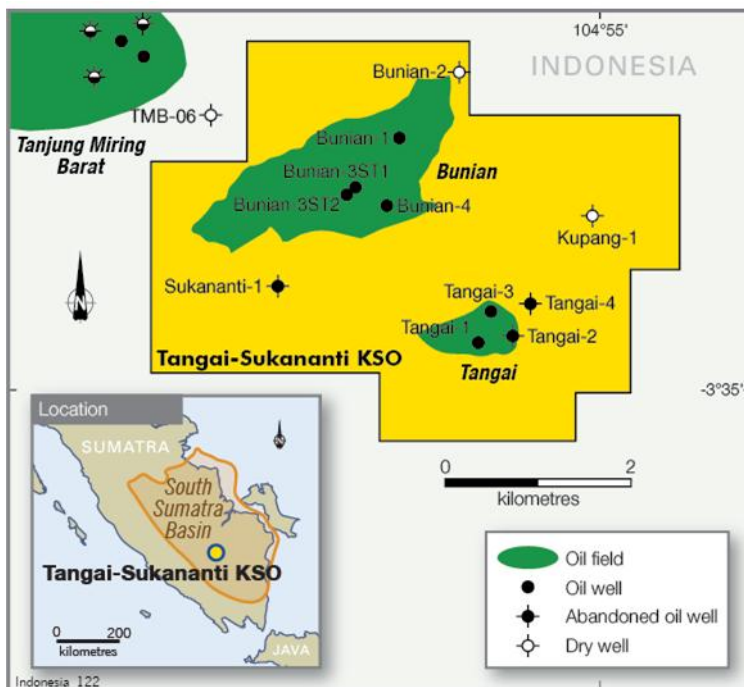 104°55'
INDONESIA
Bunian-2
TMB-06
Tanjung Miring
Barat
Bunian-1
Bunian
Bunian-3ST1
Bunian-3ST2
Bunian-4
Kupang-1
N
Sukananti-1
Tangai-3
Tangai-4
Tangai-1
Tangai-2
Tangai-Sukananti KSO
Tangai
-3°35'
Location
SUMATRA
South
Sumatra
Basin
Tangai-Sukananti KSO
0 200
kilometres
JAVA
Indonesia 122
0 2
kilometres
Oil field
Oil well
Abandoned oil well
Dry well